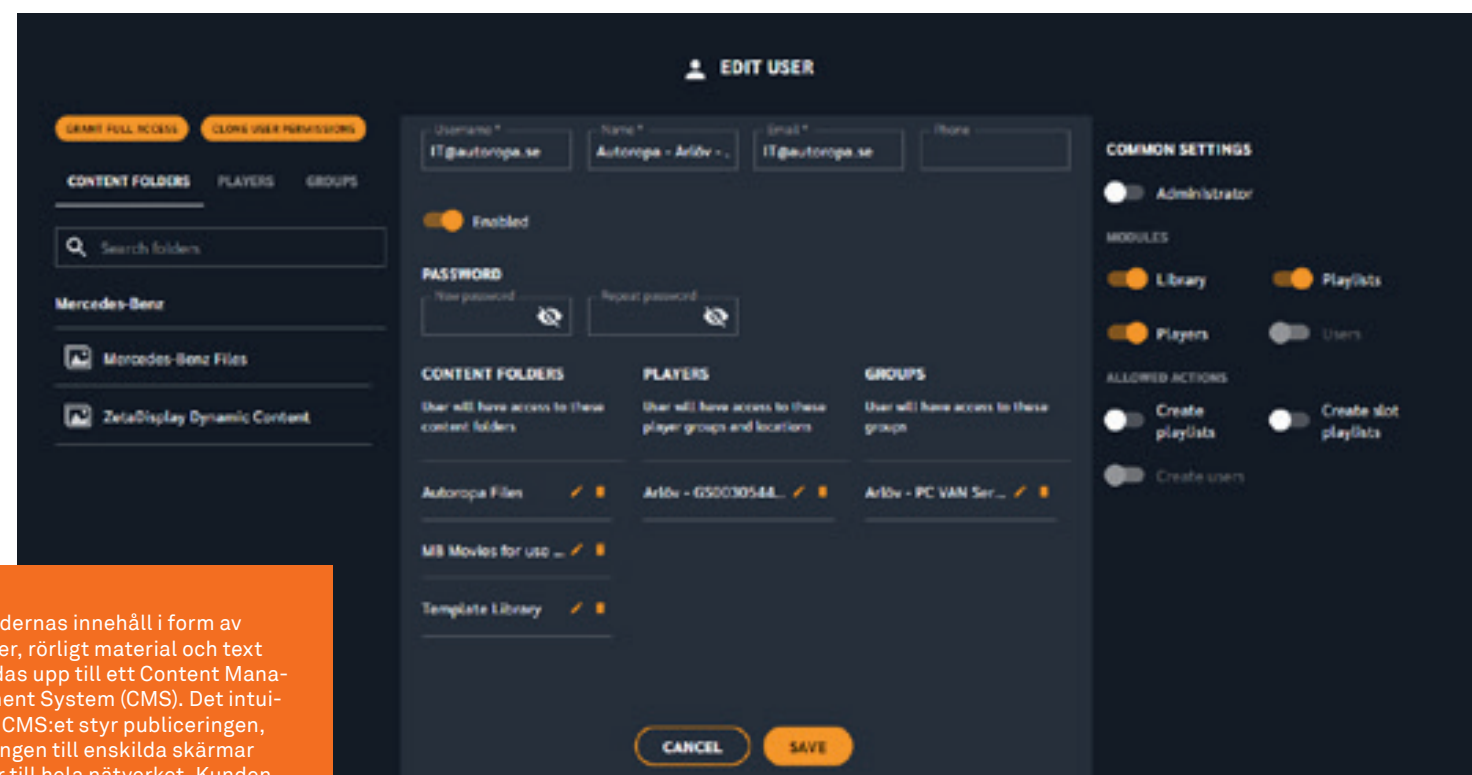 EDIT USER
GRANT FULL ACCESS
CLONE USER PERMISSIONS
CONTENT FOLDERS
PLAYERS
GROUPS
Search folders
Mercedes-Benz
Mercedes-Benz Files
ZetaDisplay Dynamic Content
Username *
IT@autoropa.se
Name *
Autoropa - Arlöv - .
Email *
IT@autoropa.se
Phone
Enabled
PASSWORD
New password
Repeat password
CONTENT FOLDERS
User will have access to these
content folders
Autoropa Files
MB Movies for use ...
Template Library
PLAYERS
User will have access to these
player groups and locations
Arlöv - GS0030544...
GROUPS
User will have access to these
groups
Arlöv - PC VAN Ser...
CANCEL
SAVE
COMMON SETTINGS
Administrator
MODULES
Library
Playlists
Players
Users
ALLOWED ACTIONS
Create
playlists
Create slot
playlists
Create users
dernas innehåll i form av
er, rörligt material och text
das upp till ett Content Mana-
ment System (CMS). Det intui-
CMS:et styr publiceringen,
ngen till enskilda skärmar
r till hela nätverket. Kunden